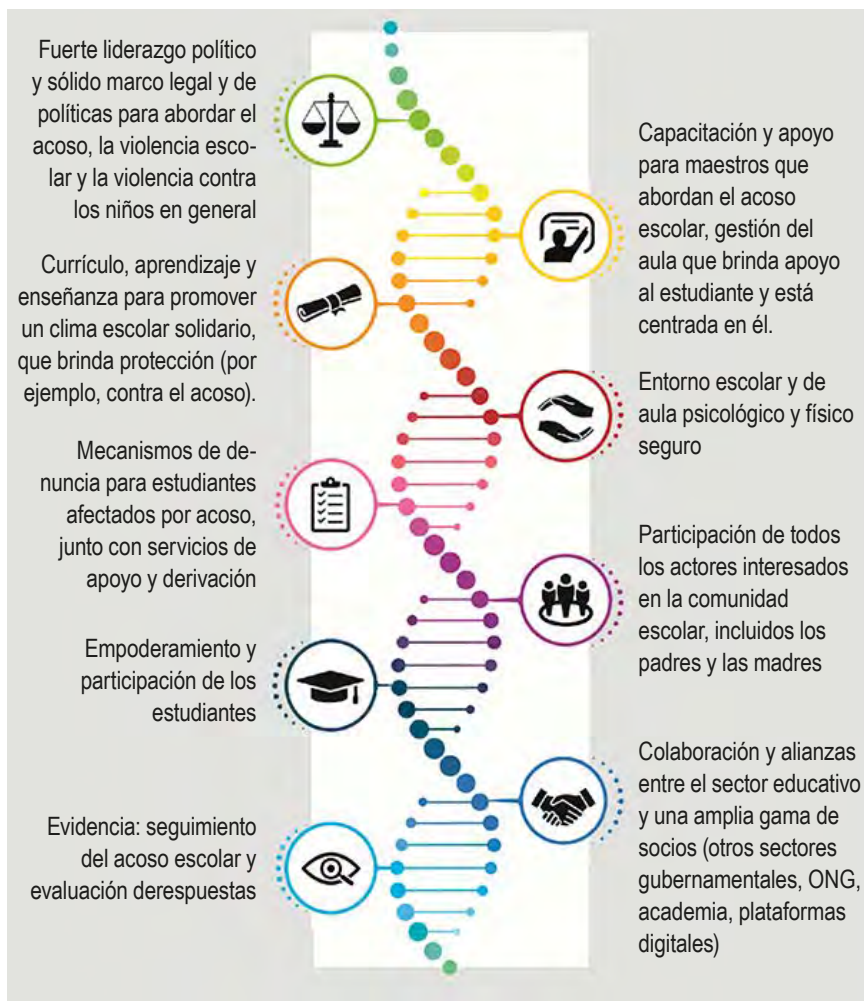 Fuerte liderazgo político
y sólido marco legal y de
políticas para abordar el
acoso, la violencia esco-
lar y la violencia contra
los niños en general
Capacitación y apoyo
para maestros que
abordan el acoso
escolar, gestión del
aula que brinda apoyo
al estudiante y está
centrada en él.
Currículo, aprendizaje y
enseñanza para promover
un clima escolar solidario,
que brinda protección (por
ejemplo, contra el acoso).
Entorno escolar y de
aula psicológico y físico
seguro
Mecanismos de de-
nuncia para estudiantes
afectados por acoso,
junto con servicios de
apoyo y derivación
Participación de todos
los actores interesados
en la comunidad
escolar, incluidos los
padres y las madres
Empoderamiento y
participación de los
estudiantes
Colaboración y alianzas
entre el sector educativo
y una amplia gama de
socios (otros sectores
gubernamentales, ONG,
academia, plataformas
digitales)
Evidencia: seguimiento
del acoso escolar y
evaluación derespuestas